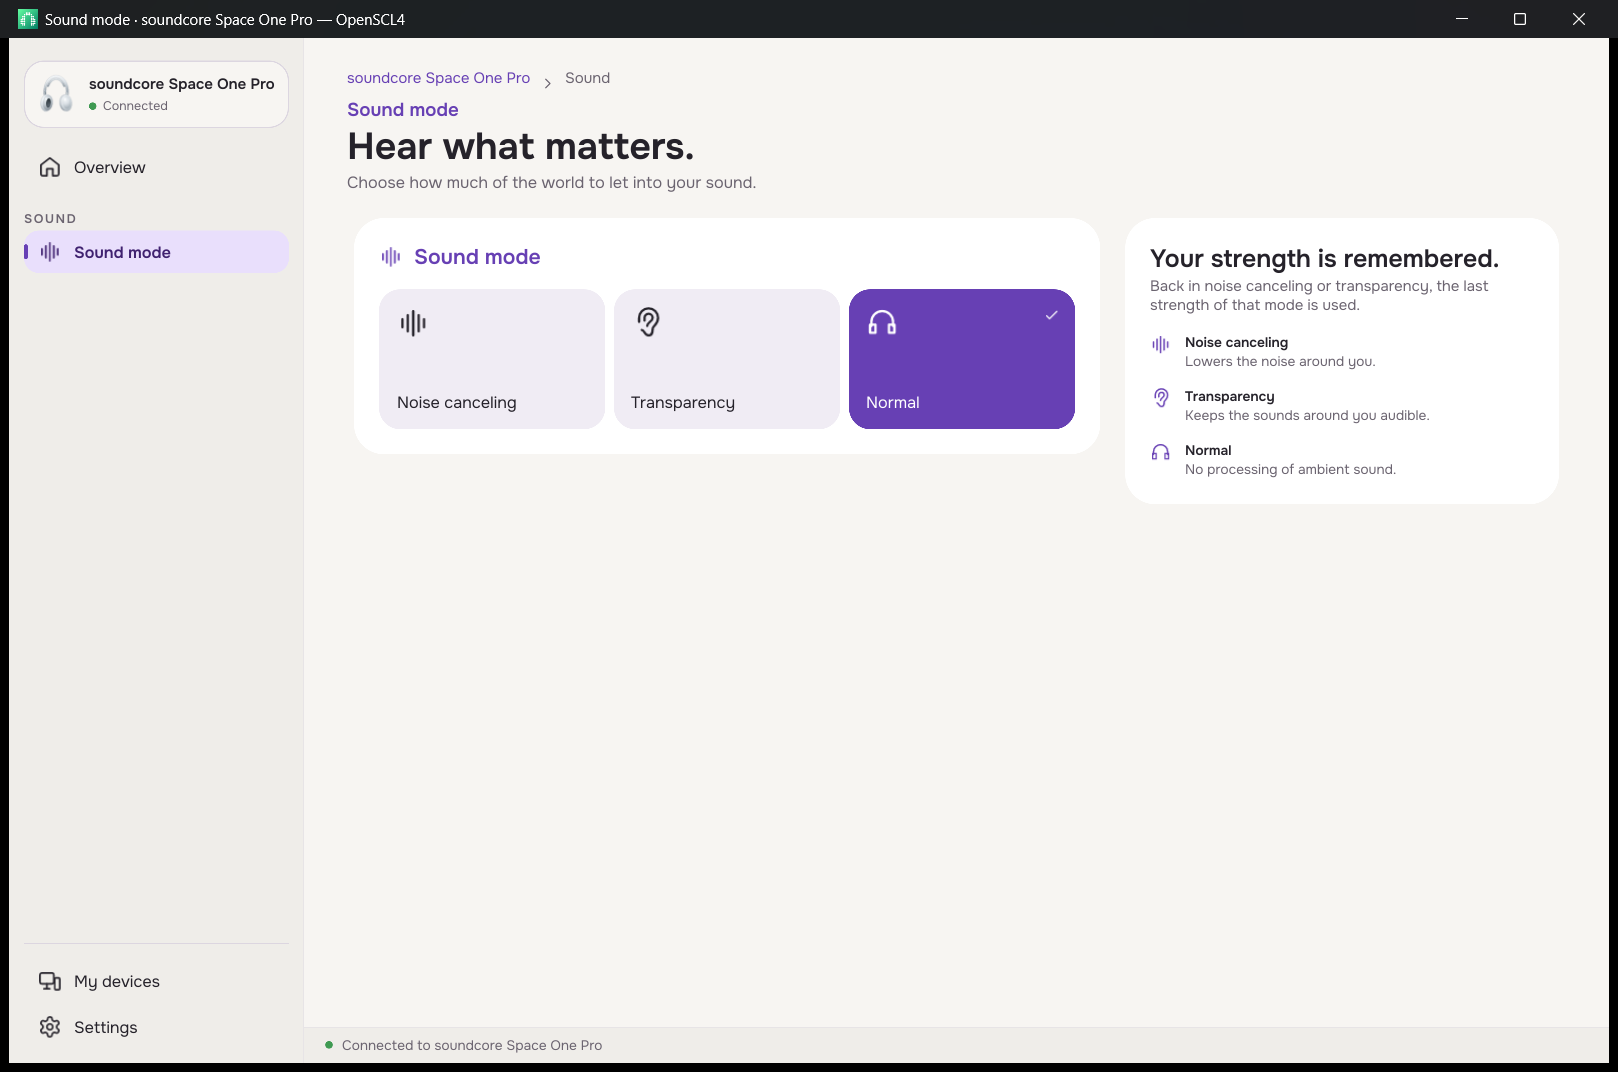 Sound mode · soundcore Space One Pro — OpenSCL4
soundcore Space One Pro
Connected
Overview
SOUND
Sound mode
My devices
Settings
soundcore Space One Pro > Sound
Sound mode
Hear what matters.
Choose how much of the world to let into your sound.
Sound mode
Noise canceling
Transparency
Normal
Your strength is remembered.
Back in noise canceling or transparency, the last
strength of that mode is used.
Noise canceling
Lowers the noise around you.
Transparency
Keeps the sounds around you audible.
Normal
No processing of ambient sound.
Connected to soundcore Space One Pro